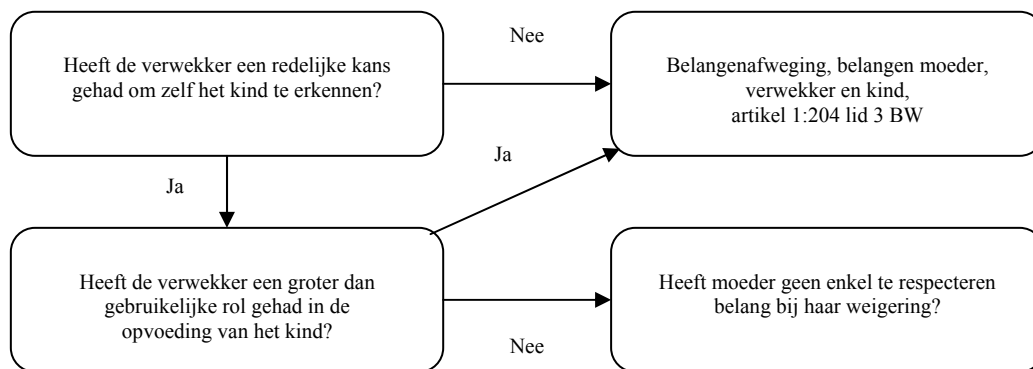 Heeft de verwekker een redelijke kans
gehad om zelf het kind te erkennen?
Nee
Belangenafweging, belangen moeder,
verwekker en kind,
artikel 1:204 lid 3 BW
Ja
Ja
Heeft de verwekker een groter dan
gebruikelijke rol gehad in de
opvoeding van het kind?
Nee
Heeft moeder geen enkel te respecteren
belang bij haar weigering?